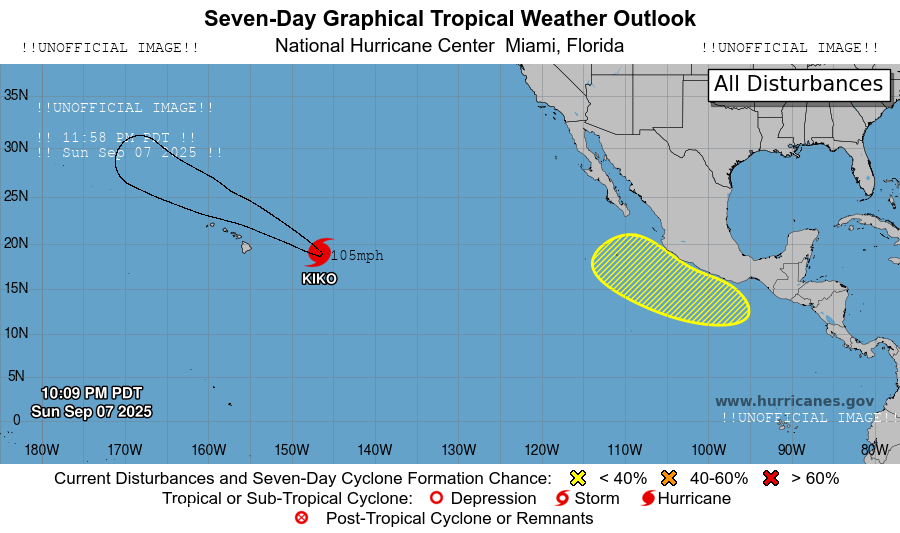 Seven-Day Graphical Tropical Weather Outlook
National Hurricane Center  Miami, Florida
!!UNOFFICIAL IMAGE!!
!!UNOFFICIAL IMAGE!!
All Disturbances
!!UNOFFICIAL IMAGE!!
!! 11:58 PM PDT !!
!! Sun Sep 07 2025 !!
35N
30N
25N
20N
15N
10N
5N
0
105mph
KIKO
10:09 PM PDT
Sun Sep 07 2025
www.hurricanes.gov
!!UNOFFICIAL IMAGE!!
180W 170W 160W 150W 140W 130W 120W 110W 100W 90W 80W
Current Disturbances and Seven-Day Cyclone Formation Chance: < 40% 40-60% > 60%
Tropical or Sub-Tropical Cyclone: Depression Storm Hurricane
Post-Tropical Cyclone or Remnants